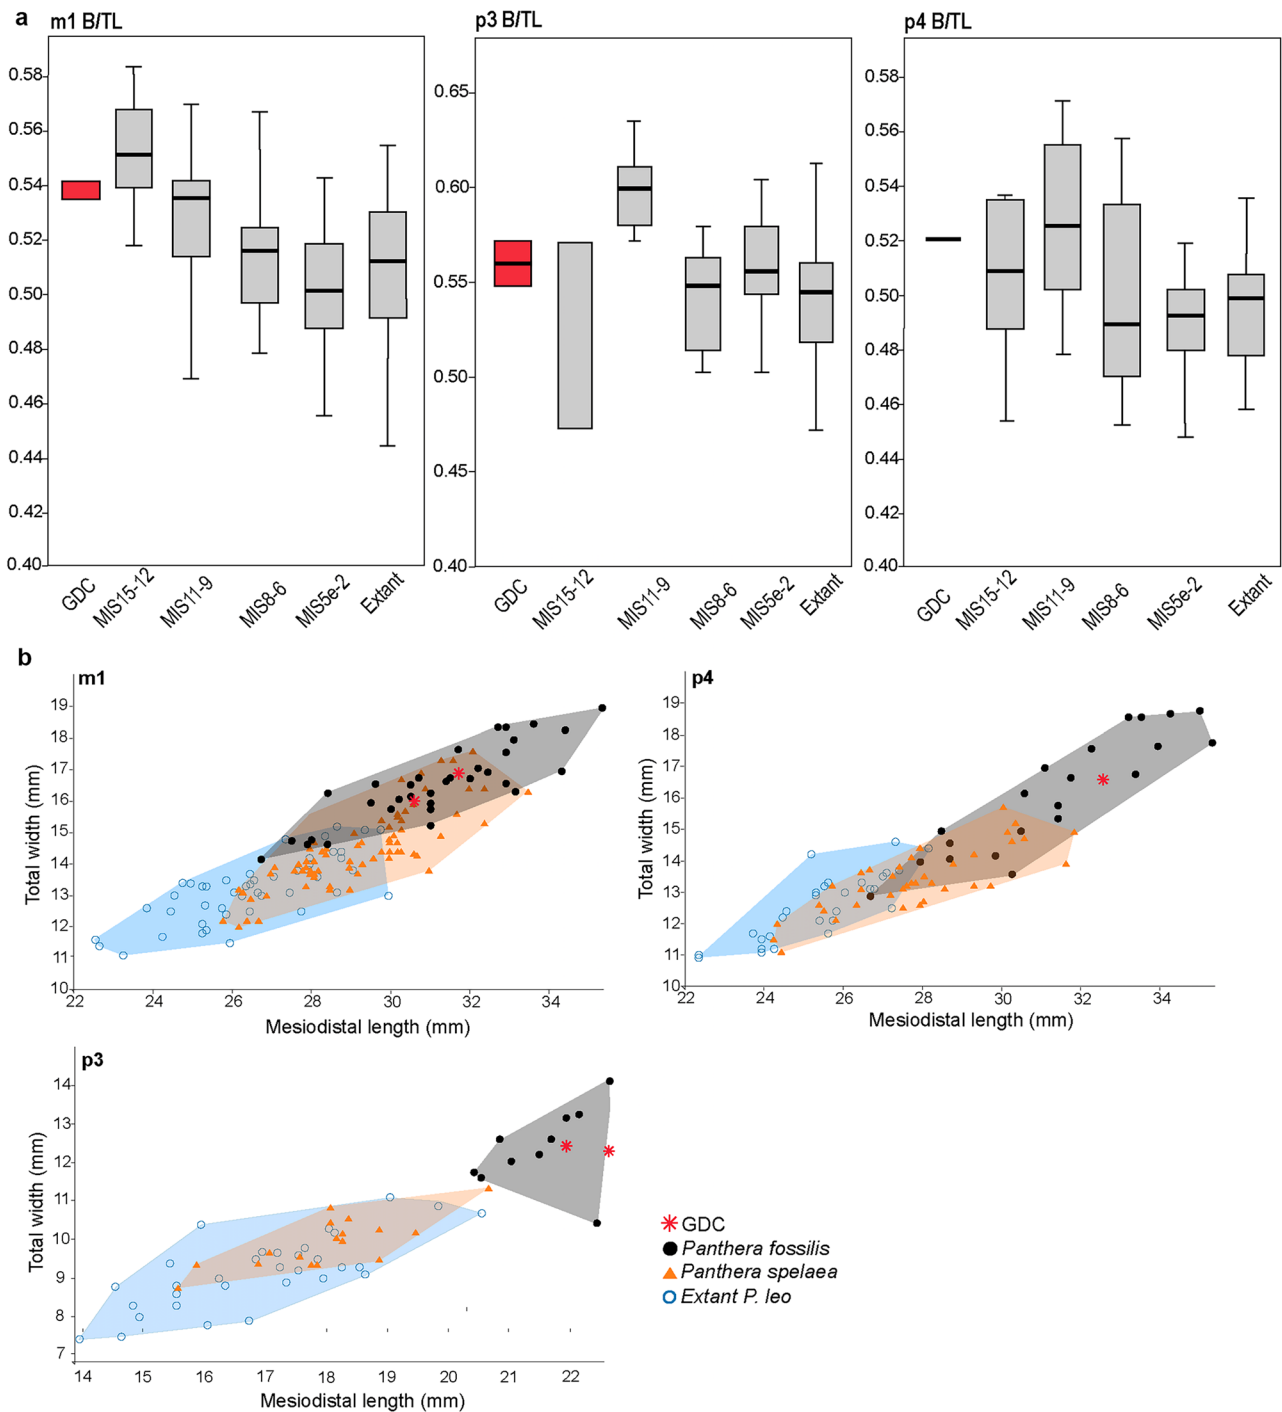 a
m1 B/TL
p3 B/TL
p4 B/TL
0.58
0.56
0.54
0.52
0.50
0.48
0.46
0.44
0.42
0.40
GDC
MIS15-12
MIS11-9
MIS8-6
MIS5e-2
Extant
0.65
0.60
0.55
0.50
0.45
0.40
GDC
MIS15-12
MIS11-9
MIS8-6
MIS5e-2
Extant
0.58
0.56
0.54
0.52
0.50
0.48
0.46
0.44
0.42
0.40
GDC
MIS15-12
MIS11-9
MIS8-6
MIS5e-2
Extant
b
m1
Total width (mm)
19
18
17
16
15
14
13
12
11
10
22 24 26 28 30 32 34
Mesiodistal length (mm)
p4
Total width (mm)
19
18
17
16
15
14
13
12
11
10
22 24 26 28 30 32 34
Mesiodistal length (mm)
p3
Total width (mm)
14
13
12
11
10
9
8
7
14 15 16 17 18 19 20 21 22
Mesiodistal length (mm)
GDC
Panthera fossilis
Panthera spelaea
Extant P. leo